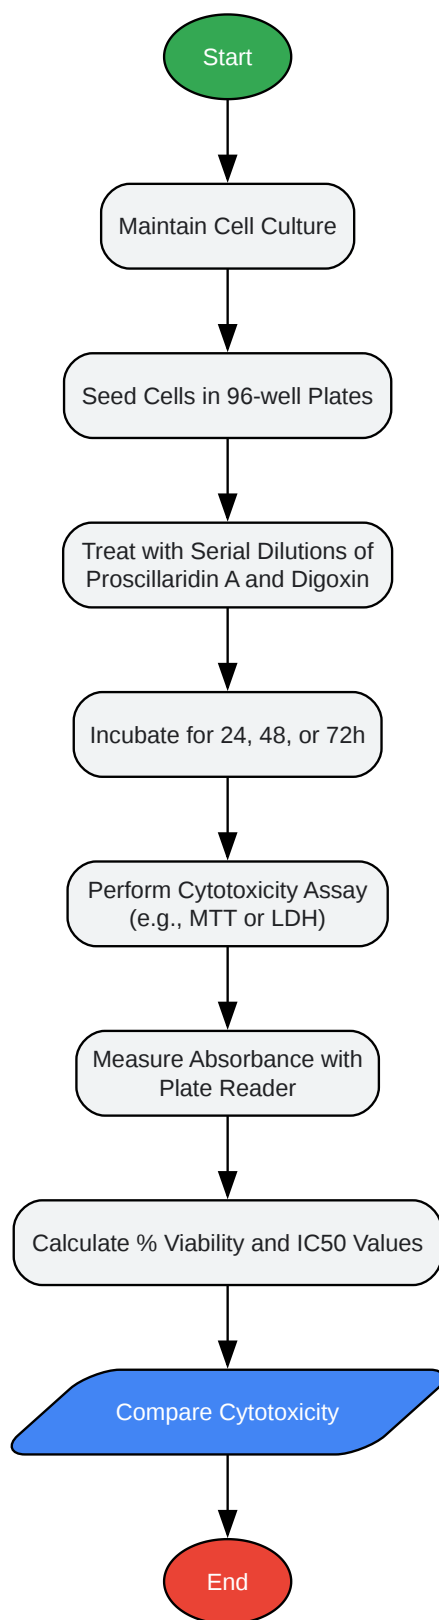 Start
Maintain Cell Culture
Seed Cells in 96-well Plates
Treat with Serial Dilutions of
Proscillaridin A and Digoxin
Incubate for 24, 48, or 72h
Perform Cytotoxicity Assay
(e.g., MTT or LDH)
Measure Absorbance with
Plate Reader
Calculate % Viability and IC50 Values
Compare Cytotoxicity
End